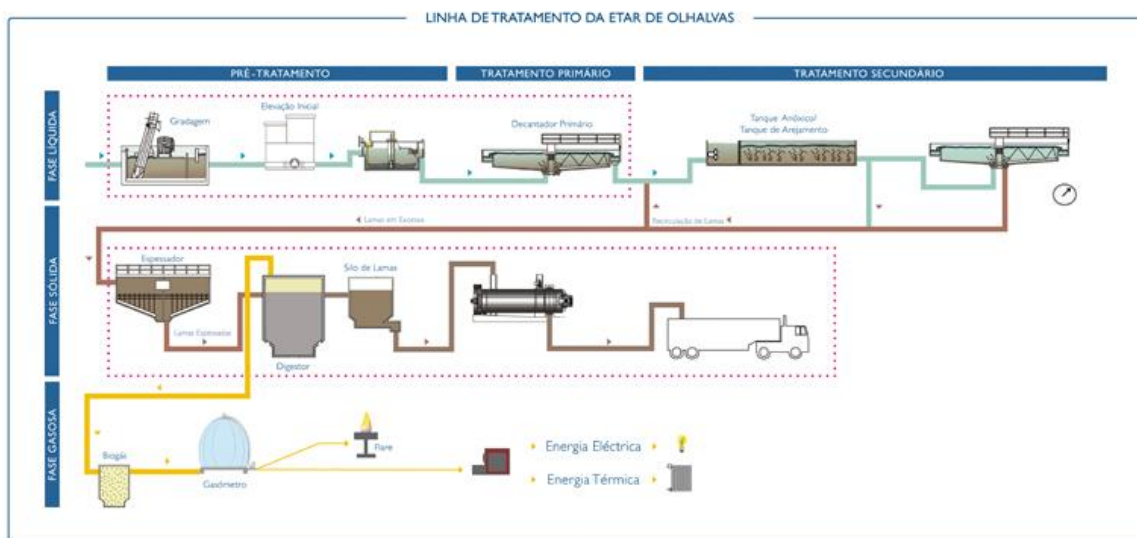 LINHA DE TRATAMENTO DA ETAR DE OLHALVAS
PRÉ-TRATAMENTO
TRATAMENTO PRIMÁRIO
TRATAMENTO SECUNDÁRIO
FASE LÍQUIDA
Gradagem
Elevação Inicial
Decantador Primário
Tanque Anóxico/
Tanque de Arejamento
Lamas em Excesso
Recirculação de Lamas
FASE SÓLIDA
Espessador
Silo de Lamas
Lamas Espessadas
Digestor
FASE GASOSA
Biogás
Gasómetro
Flare
Energia Eléctrica
Energia Térmica